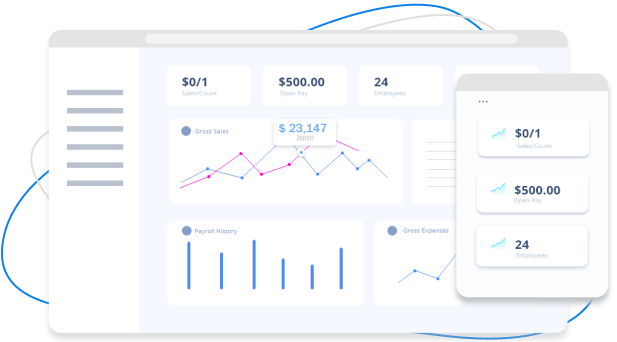 $0/1
Sales/Count
$500.00
Open Pay
24
Employees
Gross Sales
$ 23,147
June
Payroll History
Gross Expenses
...
$0/1
Sales/Count
$500.00
Open Pay
24
Employees